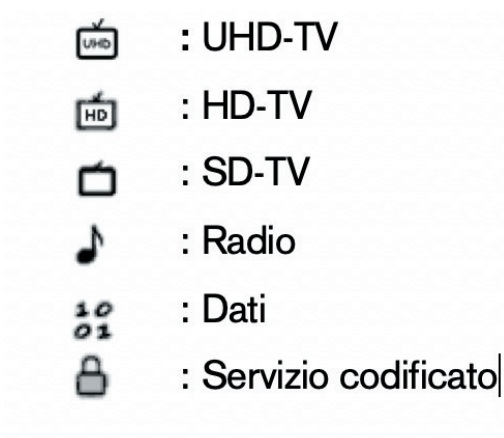 UHD : UHD-TV
HD : HD-TV
: SD-TV
: Radio
10
01 : Dati
: Servizio codificato